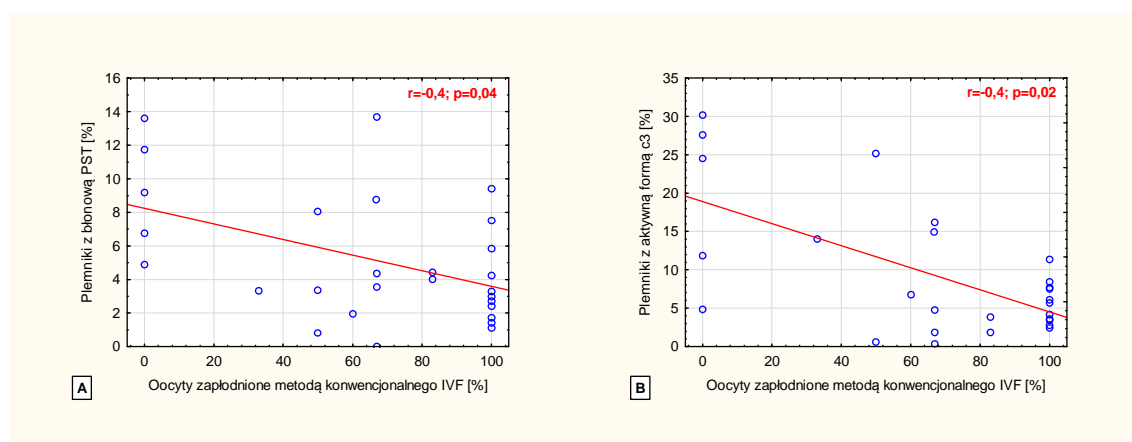 r=-0,4; p=0,04
Plemniki z błonową PST [%]
16
14
12
10
8
6
4
2
0
0 20 40 60 80 100
Oocyty zapłodnione metodą konwencjonalnego IVF [%]
A
r=-0,4; p=0,02
Plemniki z aktywną formą c3 [%]
35
30
25
20
15
10
5
0
0 20 40 60 80 100
Oocyty zapłodnione metodą konwencjonalnego IVF [%]
B